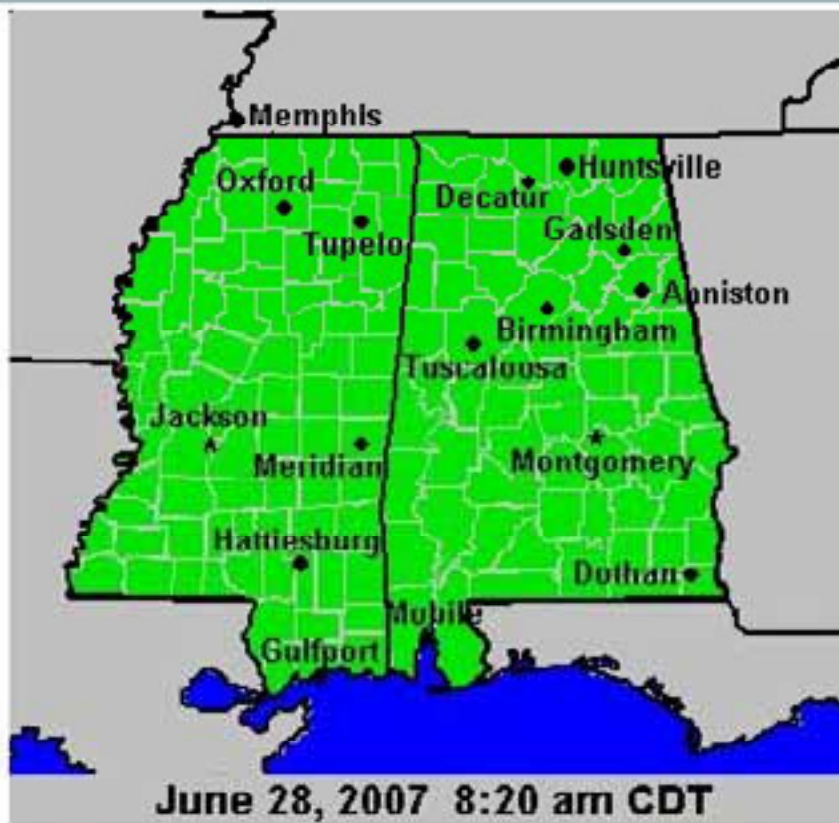 Memphis
Huntsville
Oxford
Decatur
Tupelo
Gadsden
Anniston
Birmingham
Tuscaloosa
Jackson
Meridian
Montgomery
Hattiesburg
Dothan
Mobile
Gulfport
June 28, 2007 8:20 am CDT